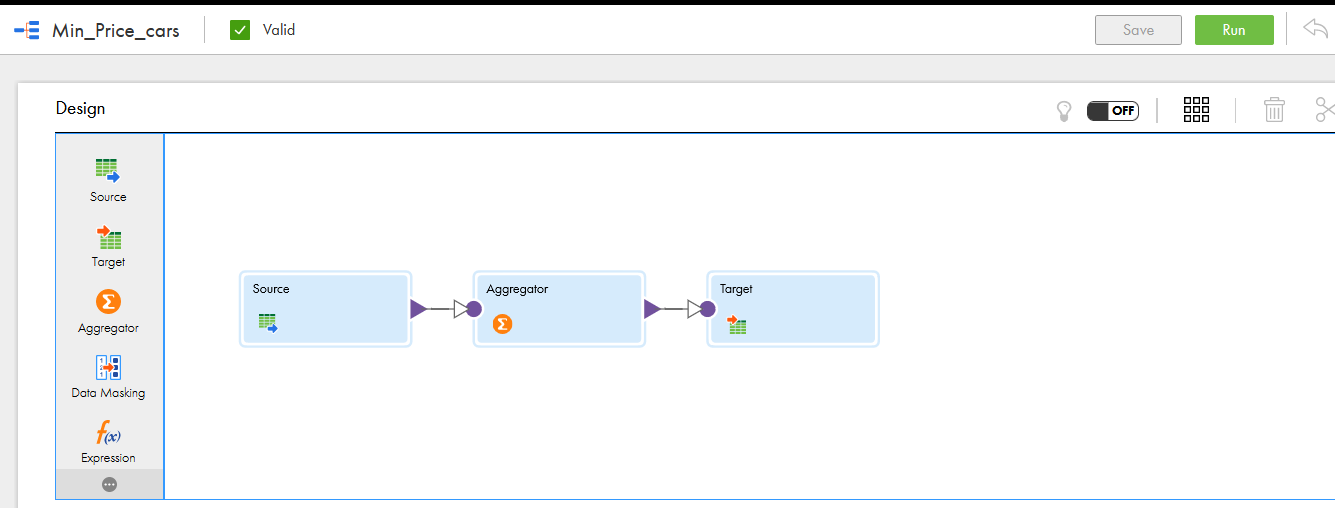 Min_Price_cars
Valid
Save
Run
Design
OFF
Source
Target
Aggregator
Data Masking
f(x)
Expression
Source
Aggregator
Target